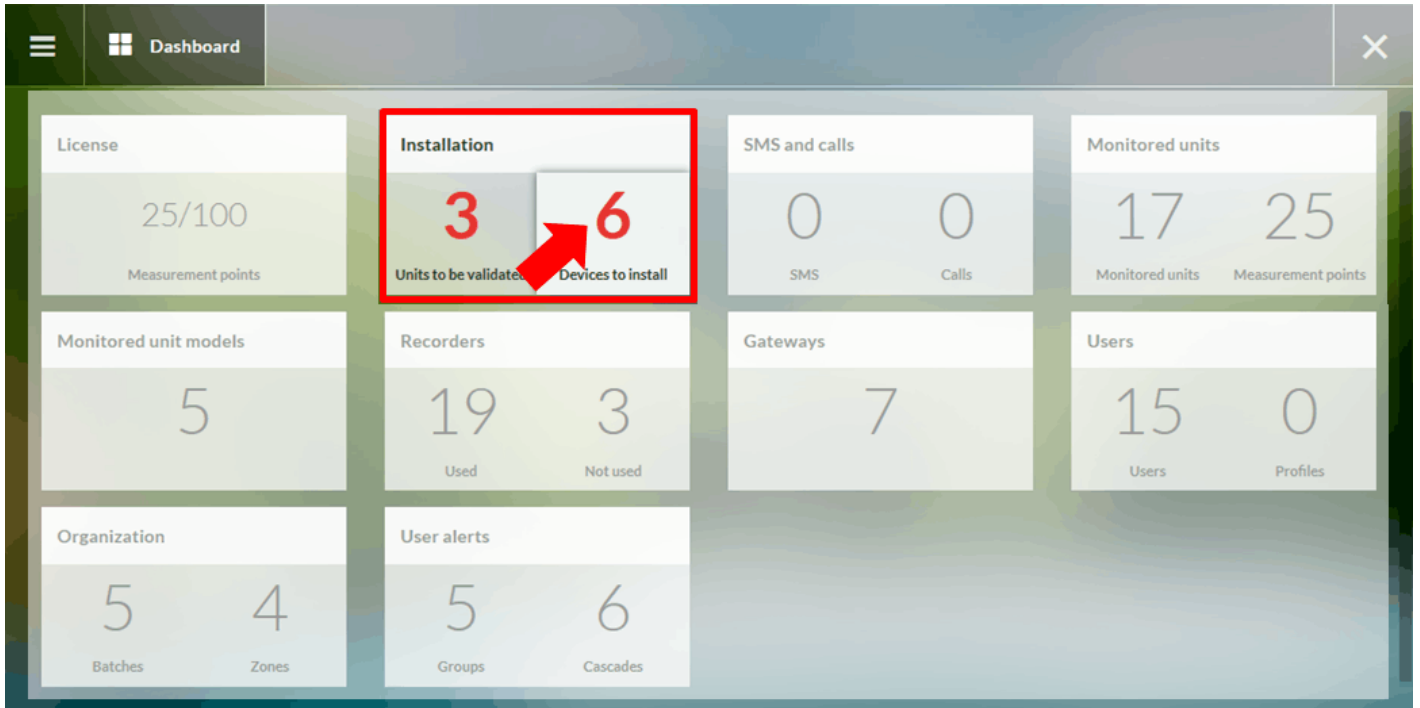 Dashboard
License
25/100
Measurement points
Installation
3 6
Units to be validated Devices to install
SMS and calls
0 0
SMS Calls
Monitored units
17 25
Monitored units Measurement points
Monitored unit models
5
Recorders
19 3
Used Not used
Gateways
7
Users
15 0
Users Profiles
Organization
5 4
Batches Zones
User alerts
5 6
Groups Cascades